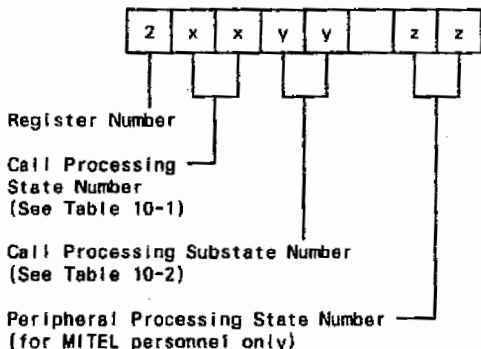 2 x x y y z z
Register Number
Call Processing
State Number
(See Table 10-1)
Call Processing Substate Number
(See Table 10-2)
Peripheral Processing State Number
(for MITEL personnel only)